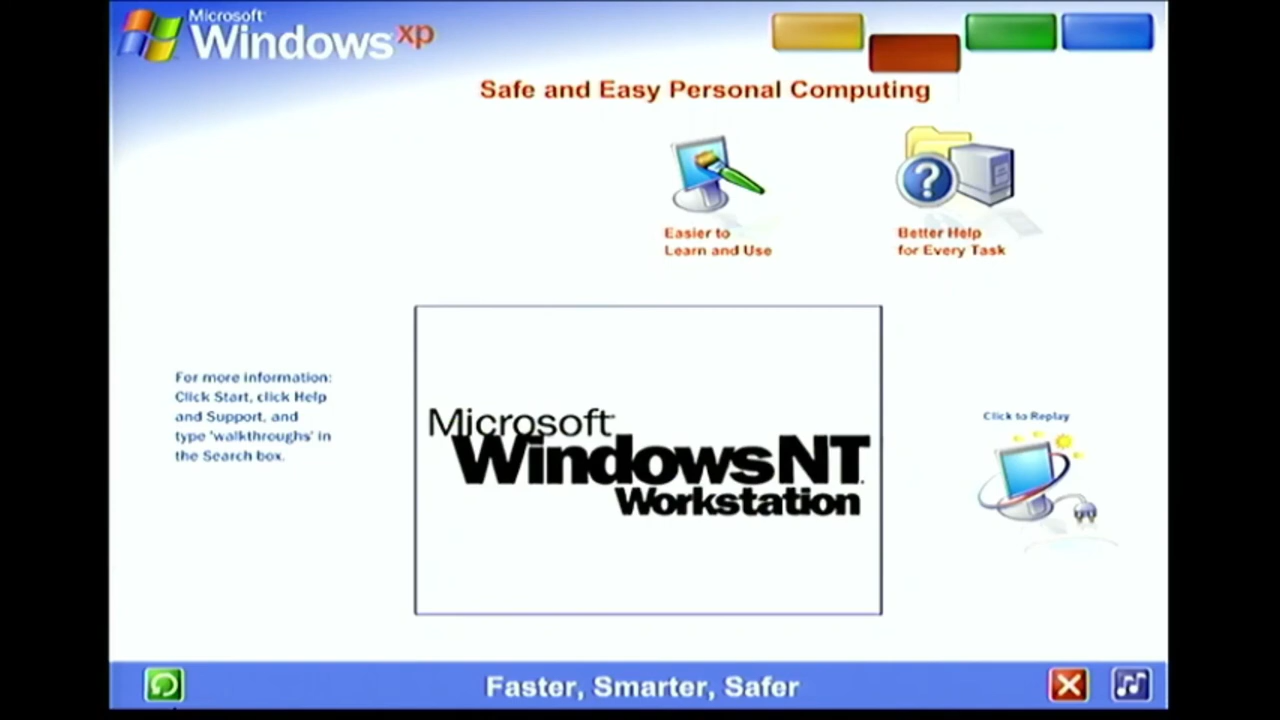 Microsoft
Windows xp
Safe and Easy Personal Computing
Easier to
Learn and Use
Better Help
for Every Task
For more information:
Click Start, click Help
and Support, and
type 'walkthroughs' in
the Search box.
Microsoft
Windows NT
Workstation
Click to Replay
Faster, Smarter, Safer